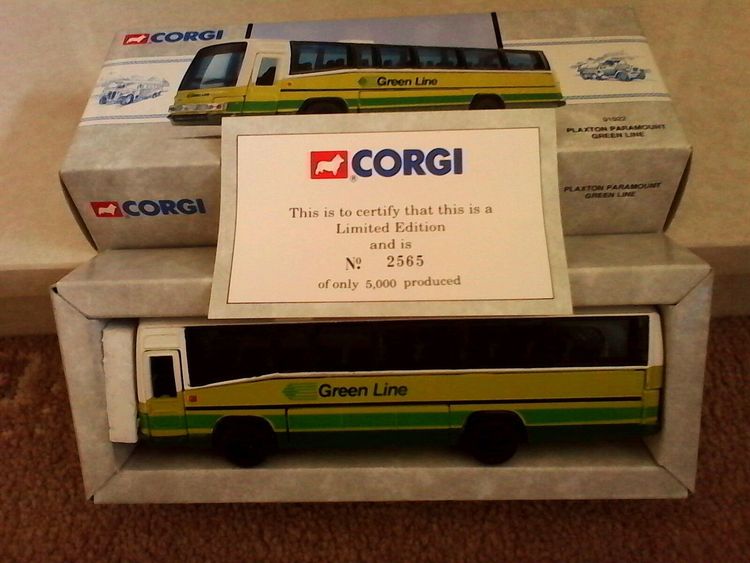 CORGI
Green Line
91922
PLAXTON PARAMOUNT
GREEN LINE
CORGI
PLAXTON PARAMOUNT
GREEN LINE
CORGI
This is to certify that this is a
Limited Edition
and is
Nº. 2565
of only 5,000 produced
Green Line